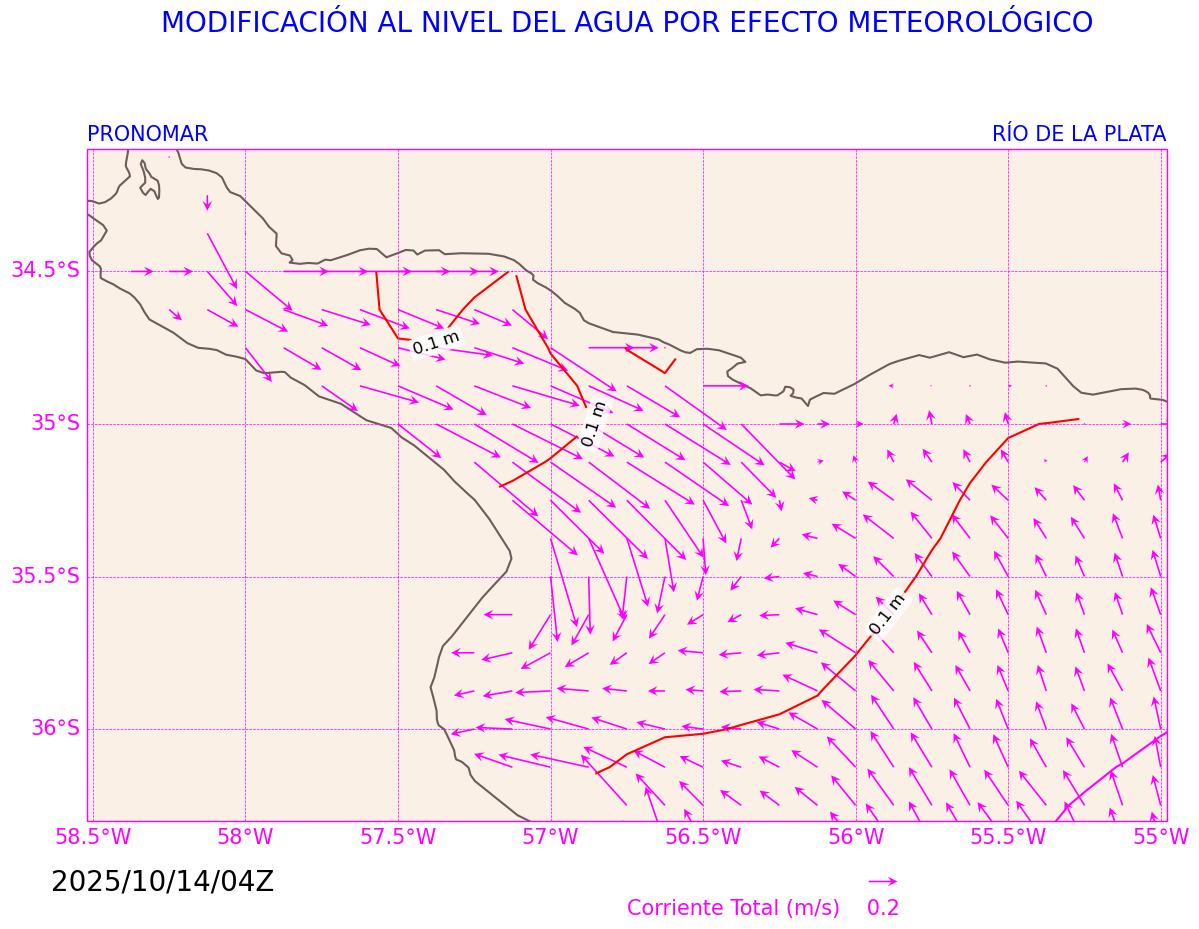 MODIFICACIÓN AL NIVEL DEL AGUA POR EFECTO METEOROLÓGICO
PRONOMAR RÍO DE LA PLATA
34.5°S
0.1 m
35°S
0.1 m
35.5°S
0.1 m
36°S
58.5°W 58°W 57.5°W 57°W 56.5°W 56°W 55.5°W 55°W
2025/10/14/04Z
Corriente Total (m/s) 0.2